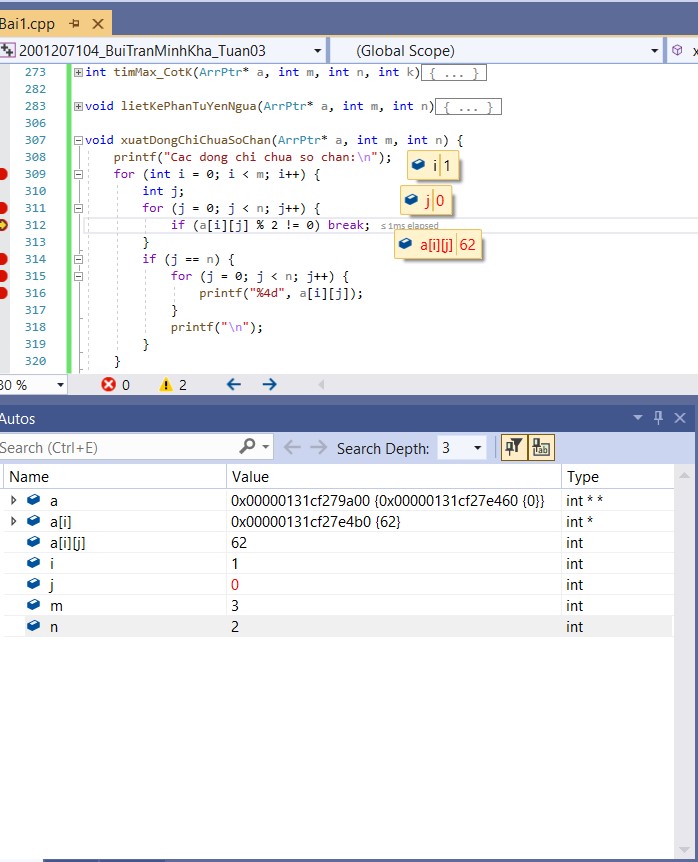 Bai1.cpp
2001207104_BuiTranMinhKha_Tuan03 (Global Scope)
273 int timMax_CotK(ArrPtr* a, int m, int n, int k){ ... }
282
283 void lietKePhanTuYenNgua(ArrPtr* a, int m, int n){ ... }
306
307 void xuatDongChiChuaSoChan(ArrPtr* a, int m, int n) {
308 printf("Cac dong chi chua so chan:\n"); i 1
309 for (int i = 0; i < m; i++) {
310 int j; j 0
311 for (j = 0; j < n; j++) {
312 if (a[i][j] % 2 != 0) break; ≤1ms elapsed
313 } a[i][j] 62
314 if (j == n) {
315 for (j = 0; j < n; j++) {
316 printf("%4d", a[i][j]);
317 }
318 printf("\n");
319 }
320 }
0 2
Autos
Search (Ctrl+E) Search Depth: 3
Name Value Type
a 0x00000131cf279a00 {0x00000131cf27e460 {0}} int * *
a[i] 0x00000131cf27e4b0 {62} int *
a[i][j] 62 int
i 1 int
j 0 int
m 3 int
n 2 int